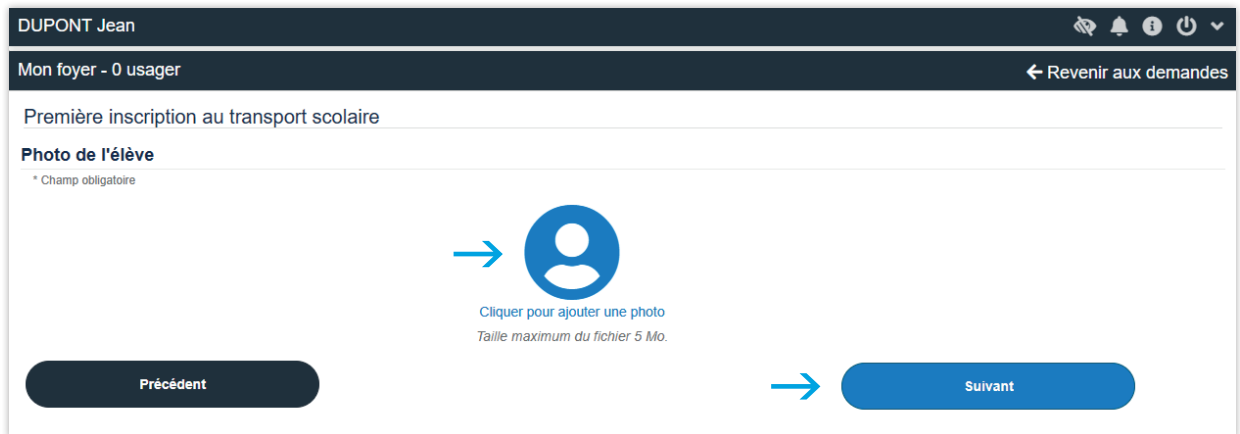 DUPONT Jean
Mon foyer - 0 usager
Revenir aux demandes
Première inscription au transport scolaire
Photo de l'élève
* Champ obligatoire
Cliquer pour ajouter une photo
Taille maximum du fichier 5 Mo.
Précédent
Suivant